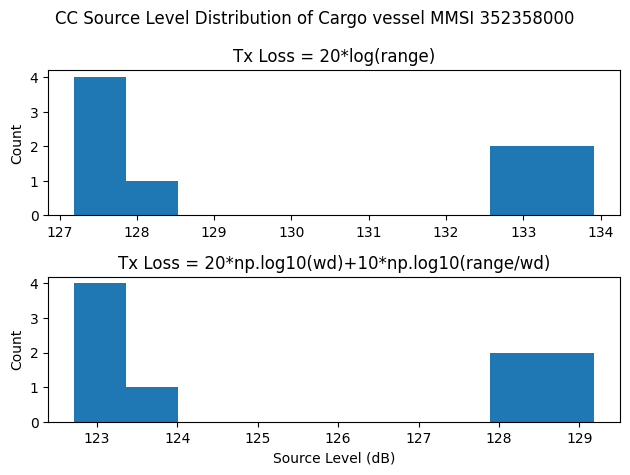 CC Source Level Distribution of Cargo vessel MMSI 352358000
Tx Loss = 20*log(range)
4
3
2
1
0
Count
127 128 129 130 131 132 133 134
Tx Loss = 20*np.log10(wd)+10*np.log10(range/wd)
4
3
2
1
0
Count
123 124 125 126 127 128 129
Source Level (dB)